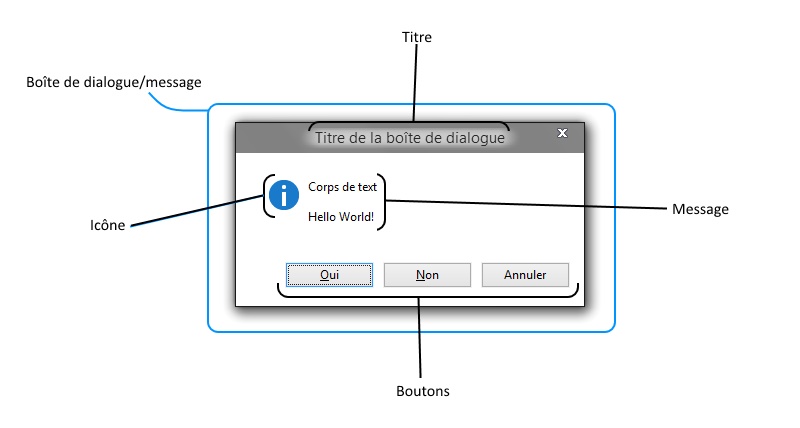 Titre
Boîte de dialogue/message
Titre de la boîte de dialogue
x
Corps de text
Hello World!
Icône
Message
Oui
Non
Annuler
Boutons